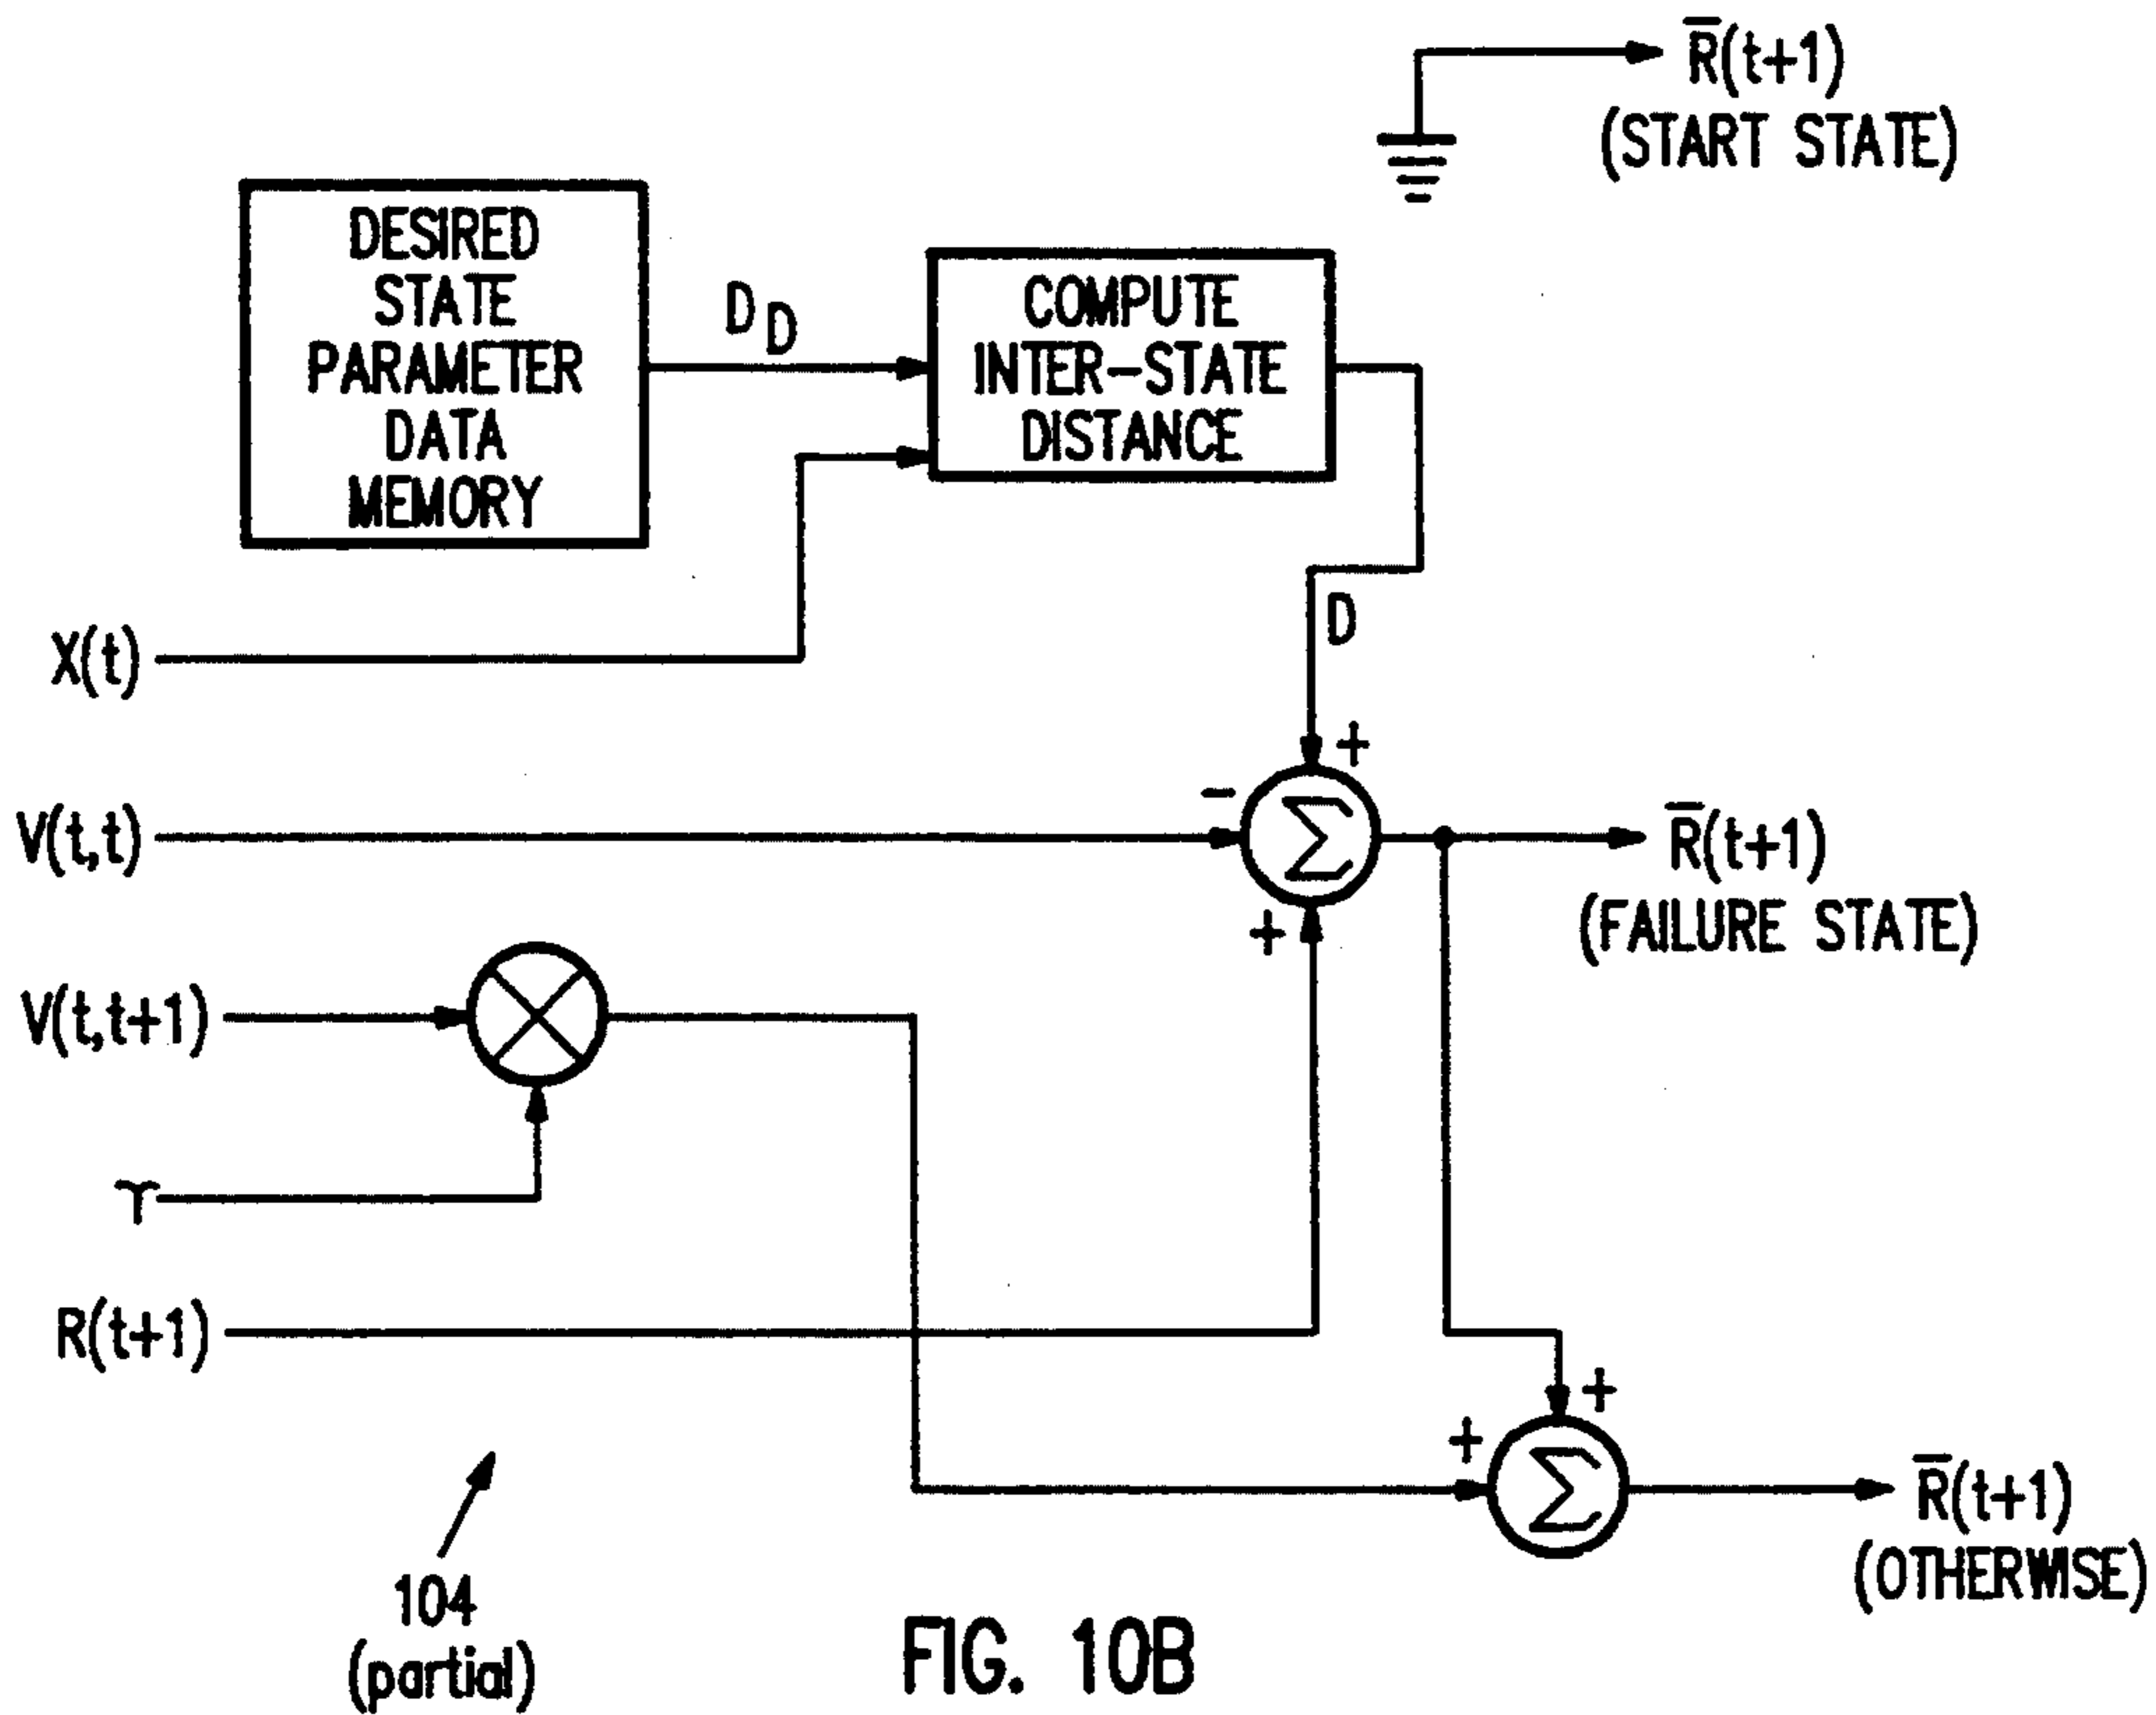 R̅(t+1)
(START STATE)
DESIRED
STATE
PARAMETER
DATA
MEMORY
D_D
COMPUTE
INTER-STATE
DISTANCE
X(t)
D
+
-
V(t,t)
Σ
R̅(t+1)
(FAILURE STATE)
+
V(t,t+1)
γ
R(t+1)
+
+
Σ
R̅(t+1)
(OTHERWISE)
104
(partial)
FIG. 10B